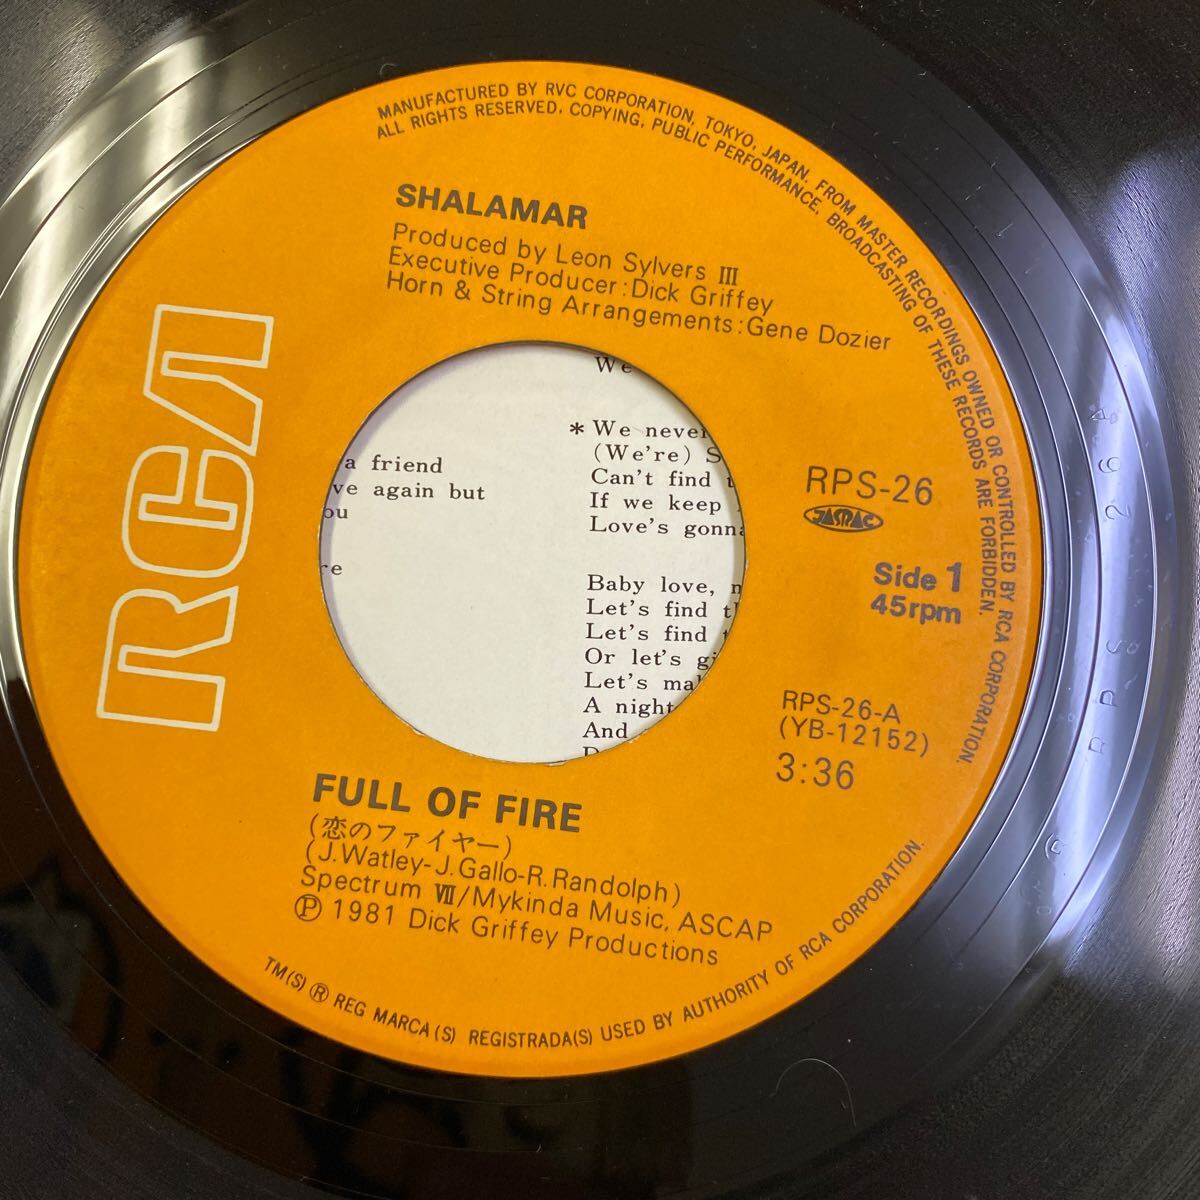 MANUFACTURED BY RVC CORPORATION, TOKYO, JAPAN, FROM MASTER RECORDINGS OWNED OR CONTROLLED BY RCA CORPORATION.
ALL RIGHTS RESERVED, COPYING, PUBLIC PERFORMANCE, BROADCASTING OF THESE RECORDS ARE FORBIDDEN.
SHALAMAR
Produced by Leon Sylvers III
Executive Producer:Dick Griffey
Horn & String Arrangements:Gene Dozier
RCA
We
* We never
(We're) S
Can't find
If we keep
Love's gonna
a friend
ve again but
ou
re
Baby love,
Let's find
Let's find
Or let's
Let's
A night
And
RPS-26
JASRAC
Side 1
45rpm
RPS-26-A
(YB-12152)
3:36
FULL OF FIRE
(恋のファイヤー)
(J.Watley-J.Gallo-R.Randolph)
Spectrum Ⅶ/Mykinda Music, ASCAP
Ⓟ 1981 Dick Griffey Productions
TM(S) ® REG MARCA (S) REGISTRADA(S) USED BY AUTHORITY OF RCA CORPORATION.